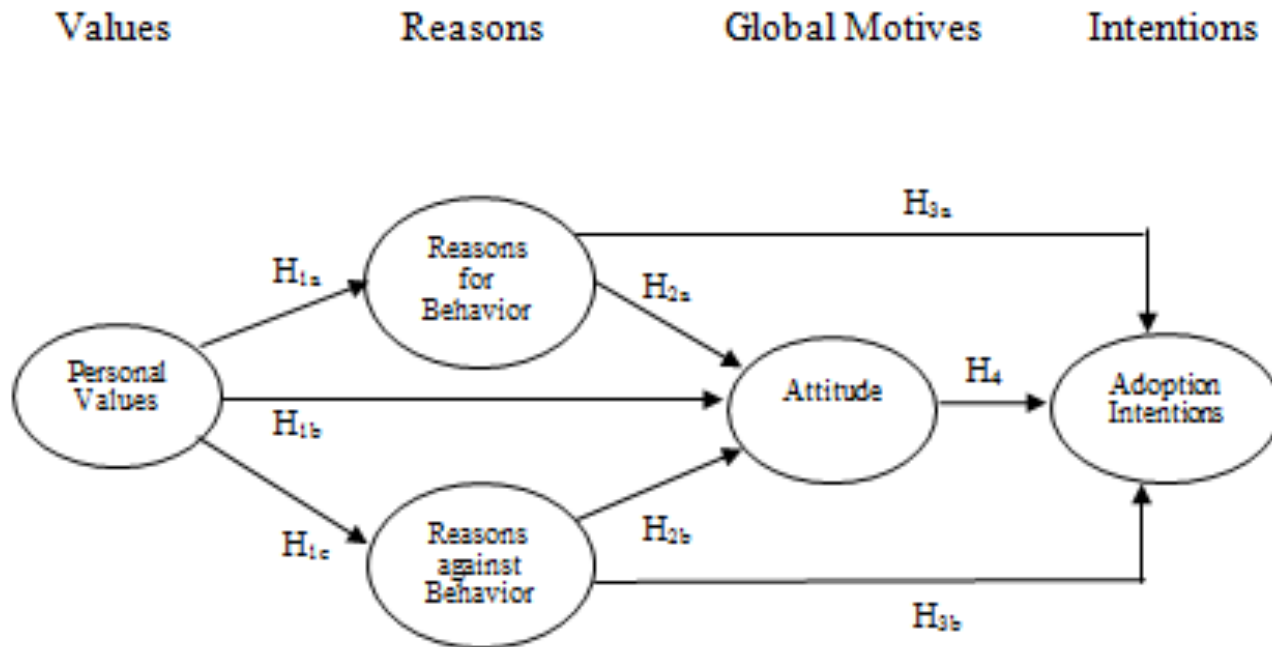 Values Reasons Global Motives Intentions
H3a
Reasons
for
Behavior
H1a
H2a
Personal
Values
Attitude
H4
Adoption
Intentions
H1b
H1c
Reasons
against
Behavior
H2b
H3b